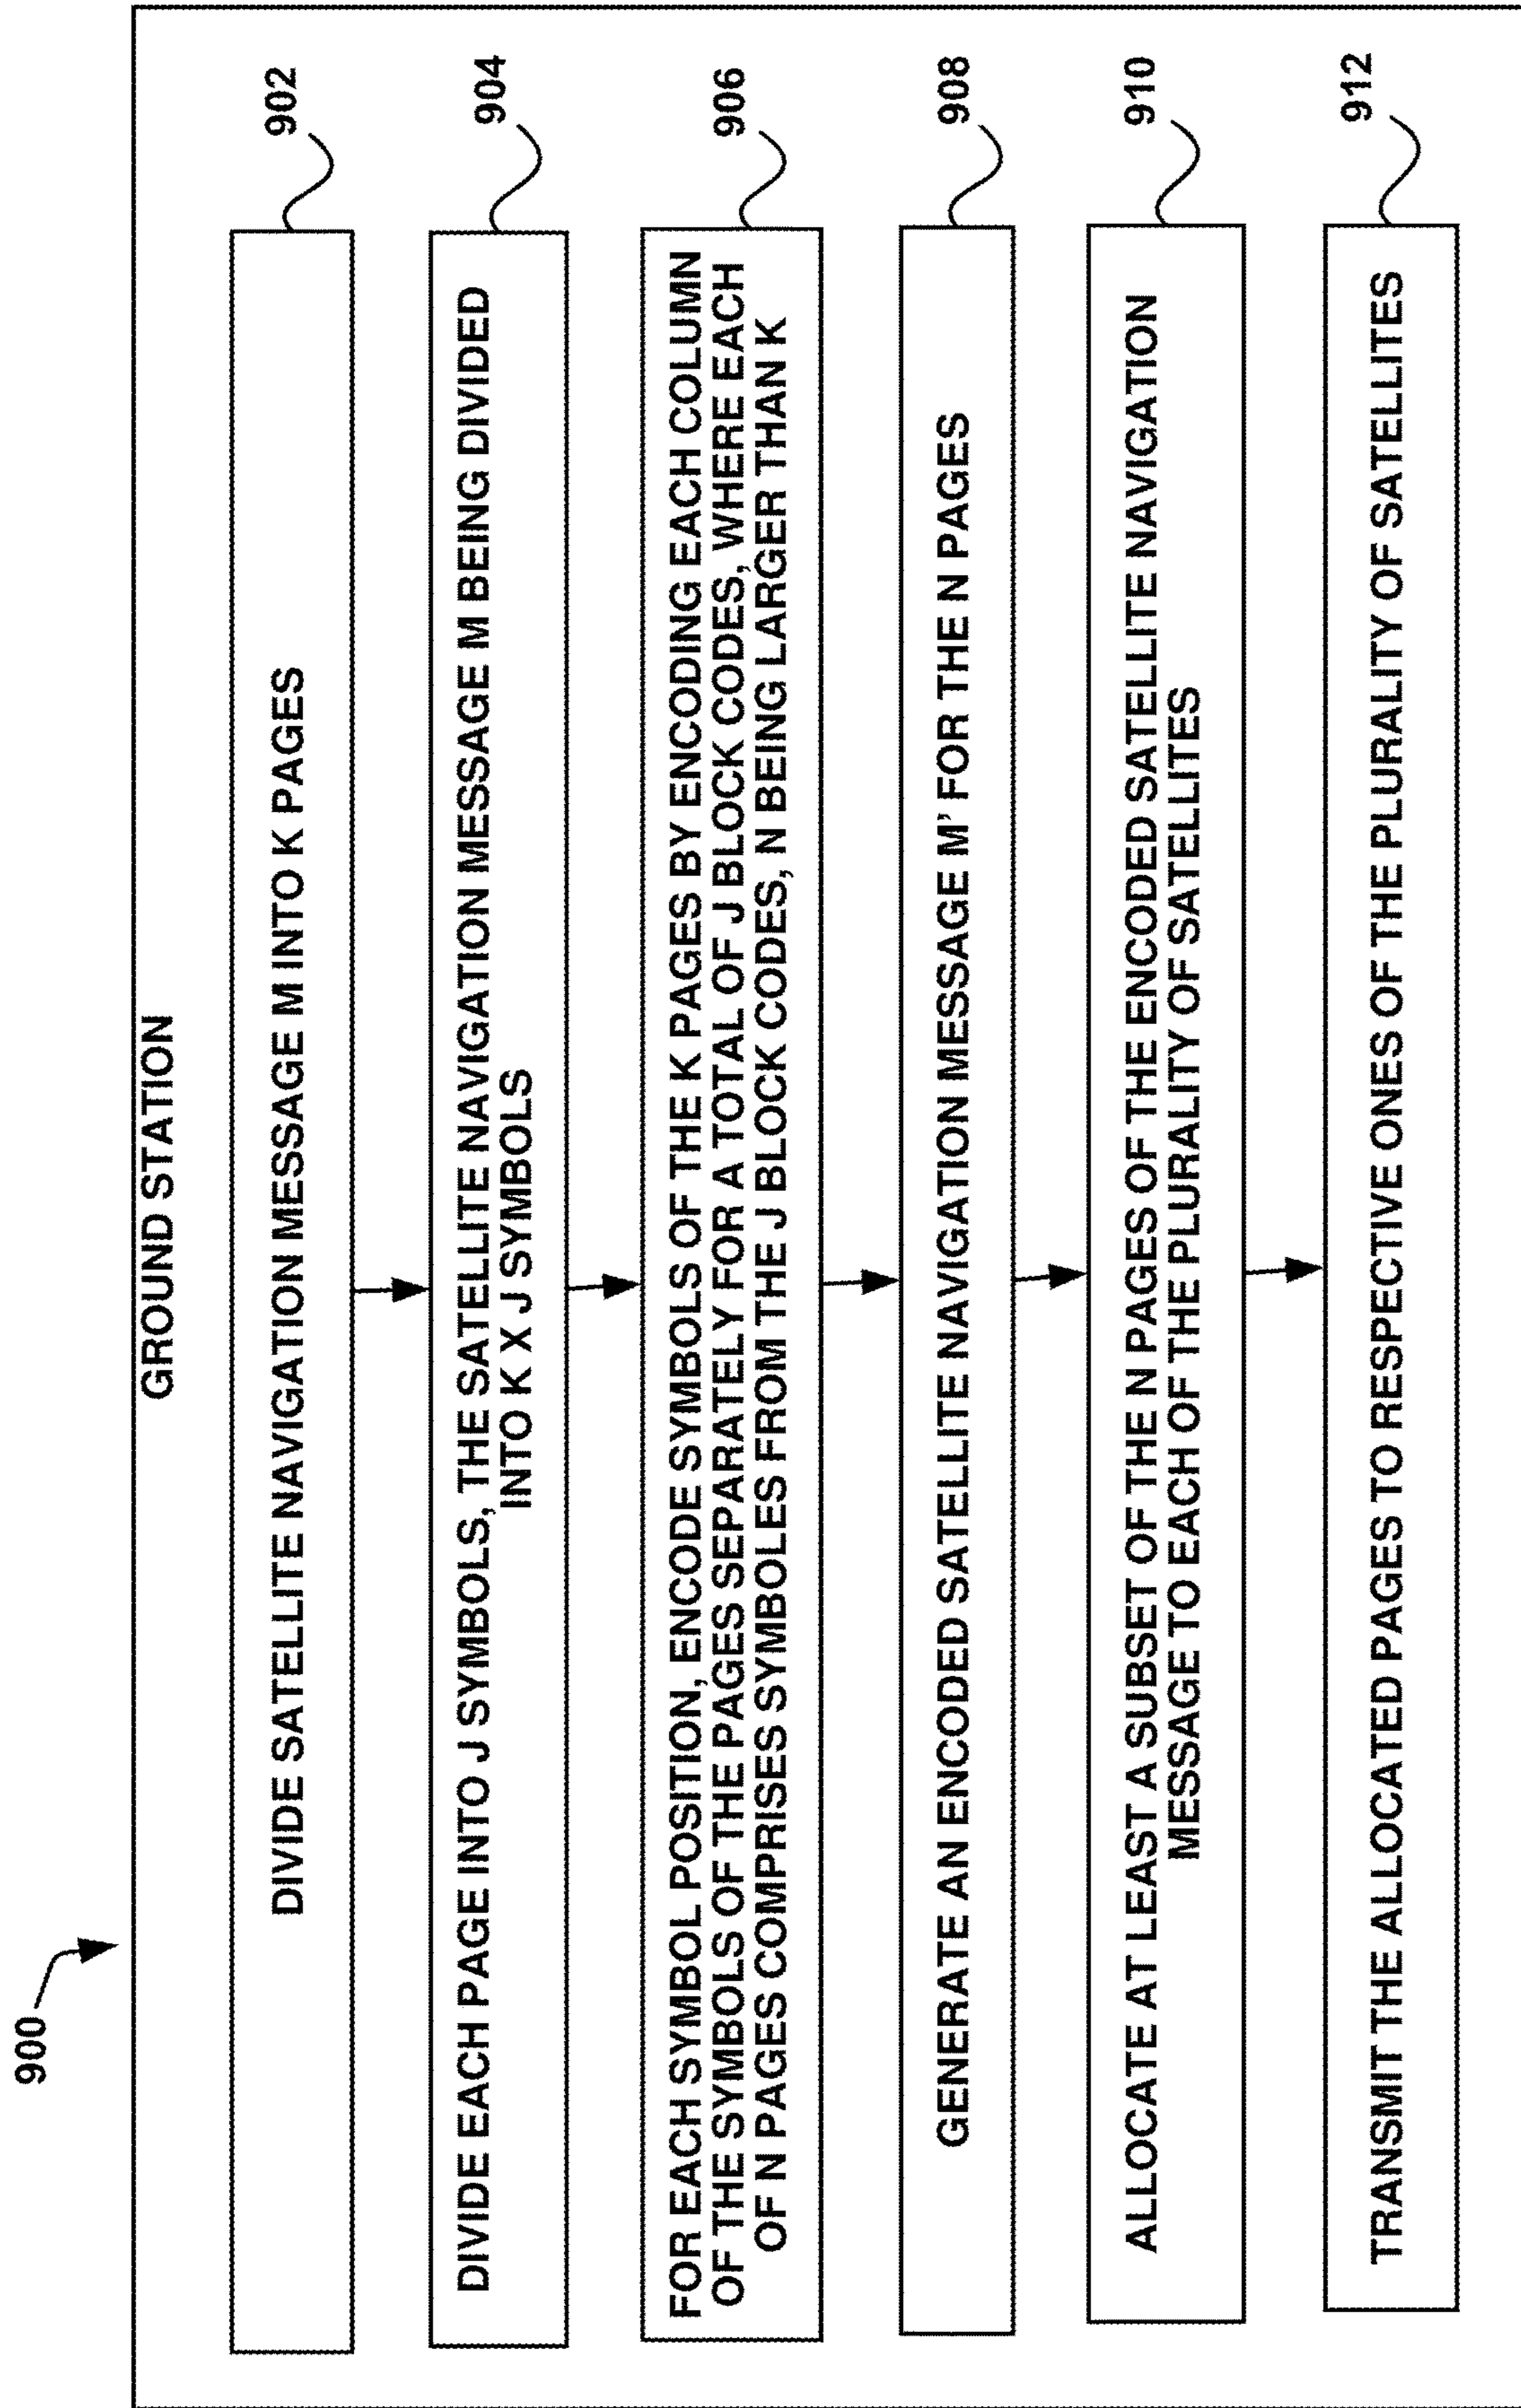 900
GROUND STATION
902
DIVIDE SATELLITE NAVIGATION MESSAGE M INTO K PAGES
904
DIVIDE EACH PAGE INTO J SYMBOLS, THE SATELLITE NAVIGATION MESSAGE M BEING DIVIDED
INTO K X J SYMBOLS
906
FOR EACH SYMBOL POSITION, ENCODE SYMBOLS OF THE K PAGES BY ENCODING EACH COLUMN
OF THE SYMBOLS OF THE PAGES SEPARATELY FOR A TOTAL OF J BLOCK CODES, WHERE EACH
OF N PAGES COMPRISES SYMBOLES FROM THE J BLOCK CODES, N BEING LARGER THAN K
908
GENERATE AN ENCODED SATELLITE NAVIGATION MESSAGE M' FOR THE N PAGES
910
ALLOCATE AT LEAST A SUBSET OF THE N PAGES OF THE ENCODED SATELLITE NAVIGATION
MESSAGE TO EACH OF THE PLURALITY OF SATELLITES
912
TRANSMIT THE ALLOCATED PAGES TO RESPECTIVE ONES OF THE PLURALITY OF SATELLITES